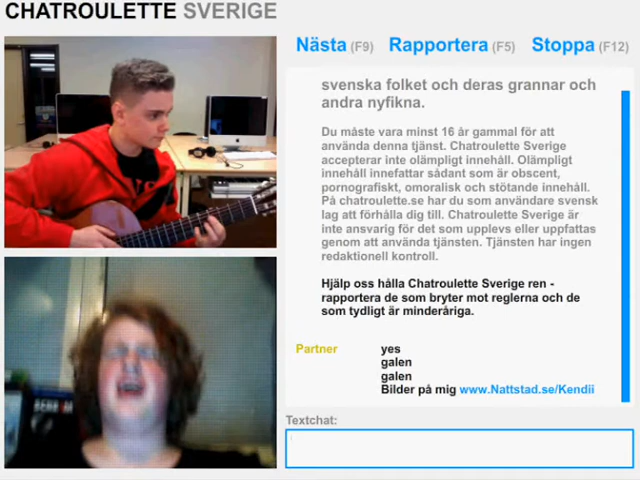 CHATROULETTE SVERIGE
Nästa (F9) Rapportera (F5) Stoppa (F12)
svenska folket och deras grannar och
andra nyfikna.
Du måste vara minst 16 år gammal för att
använda denna tjänst. Chatroulette Sverige
accepterar inte olämpligt innehåll. Olämpligt
innehåll innefattar sådant som är obscent,
pornografiskt, omoralisk och stötande innehåll.
På chatroulette.se har du som användare svensk
lag att förhålla dig till. Chatroulette Sverige är
inte ansvarig för det som upplevs eller uppfattas
genom att använda tjänsten. Tjänsten har ingen
redaktionell kontroll.
Hjälp oss hålla Chatroulette Sverige ren -
rapportera de som bryter mot reglerna och de
som tydligt är minderåriga.
Partner yes
galen
galen
Bilder på mig www.Nattstad.se/Kendii
Textchat: